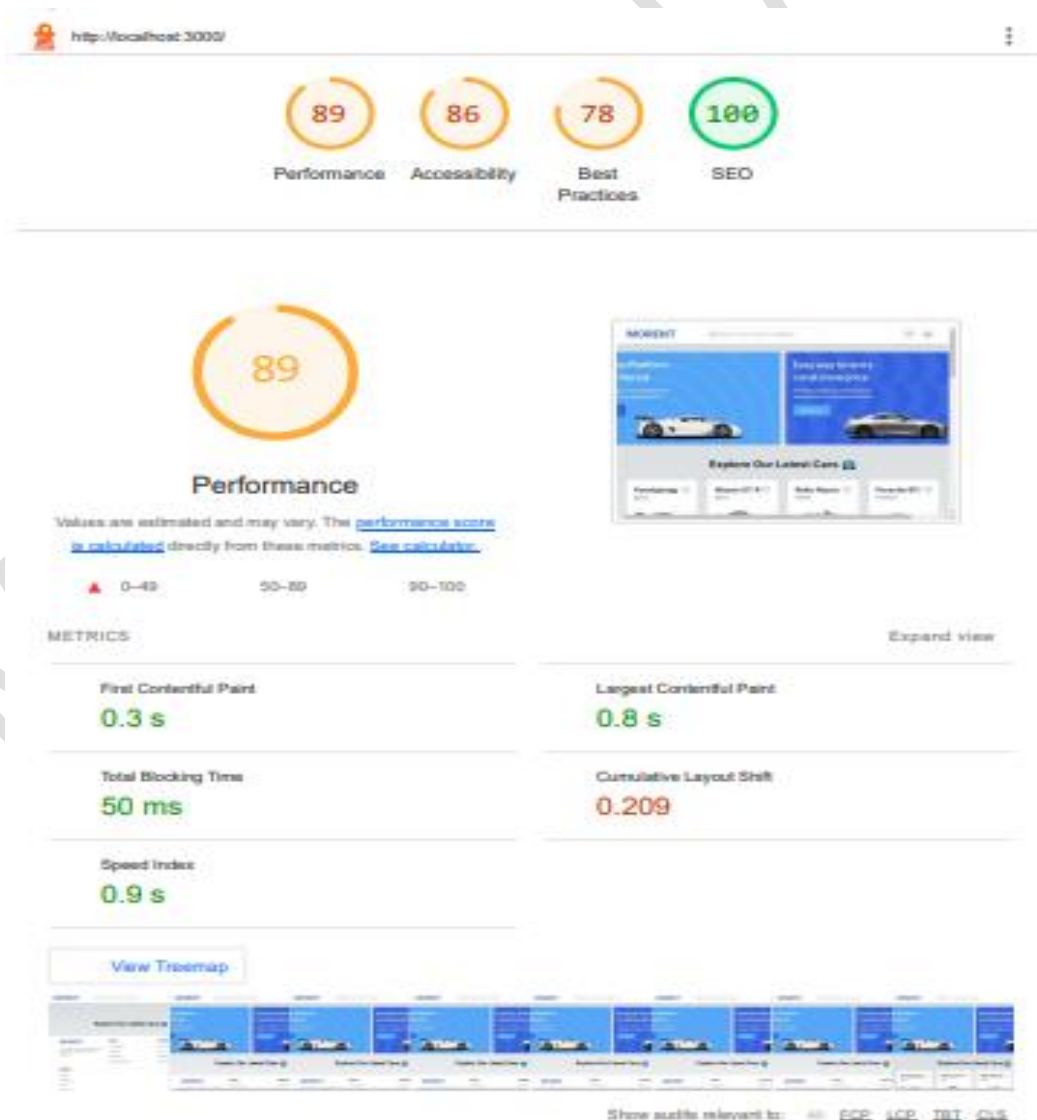 http://localhost:3000/
89
86
78
100
Performance
Accessibility
Best
Practices
SEO
89
Performance
Values are estimated and may vary. The performance score
is calculated directly from these metrics. See calculator.
0–49
50–89
90–100
MORENT
Explore Our Latest Cars
METRICS
Expand view
First Contentful Paint
0.3 s
Largest Contentful Paint
0.8 s
Total Blocking Time
50 ms
Cumulative Layout Shift
0.209
Speed Index
0.9 s
View Treemap
Show audits relevant to: All FCP LCP TBT CLS